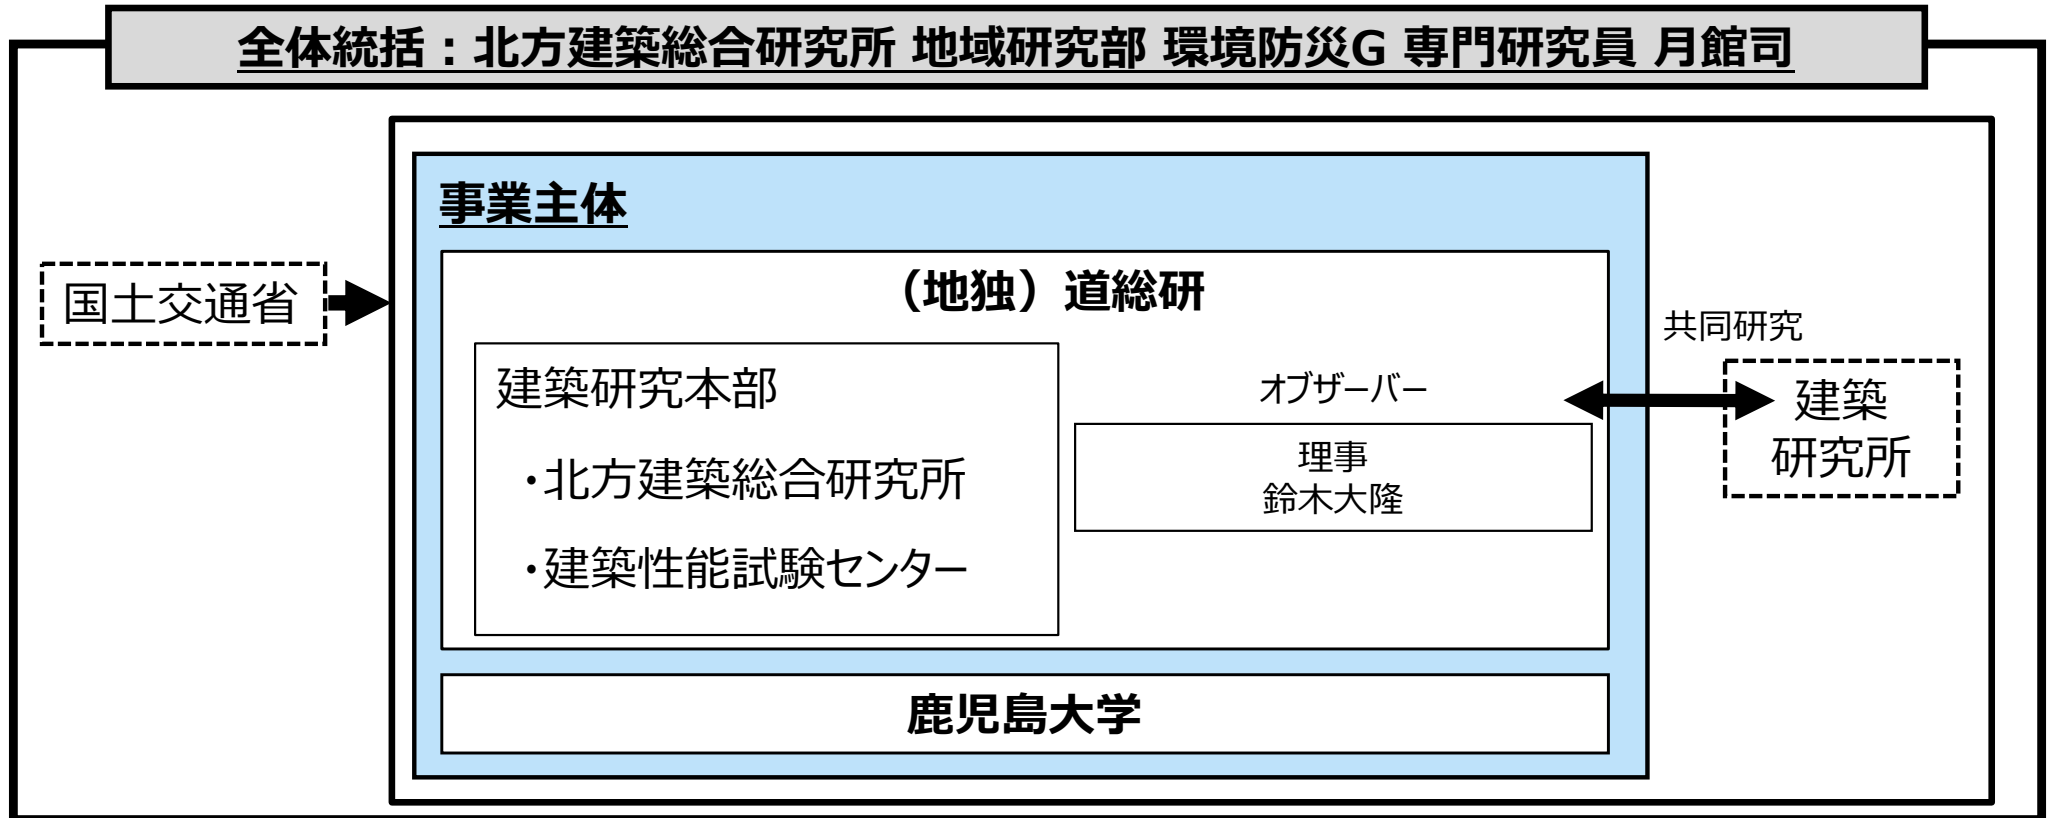 全体統括：北方建築総合研究所 地域研究部 環境防災G 専門研究員 月館司
事業主体
国土交通省
（地独）道総研
共同研究
建築研究本部
・北方建築総合研究所
・建築性能試験センター
オブザーバー
理事
鈴木大隆
建築
研究所
鹿児島大学